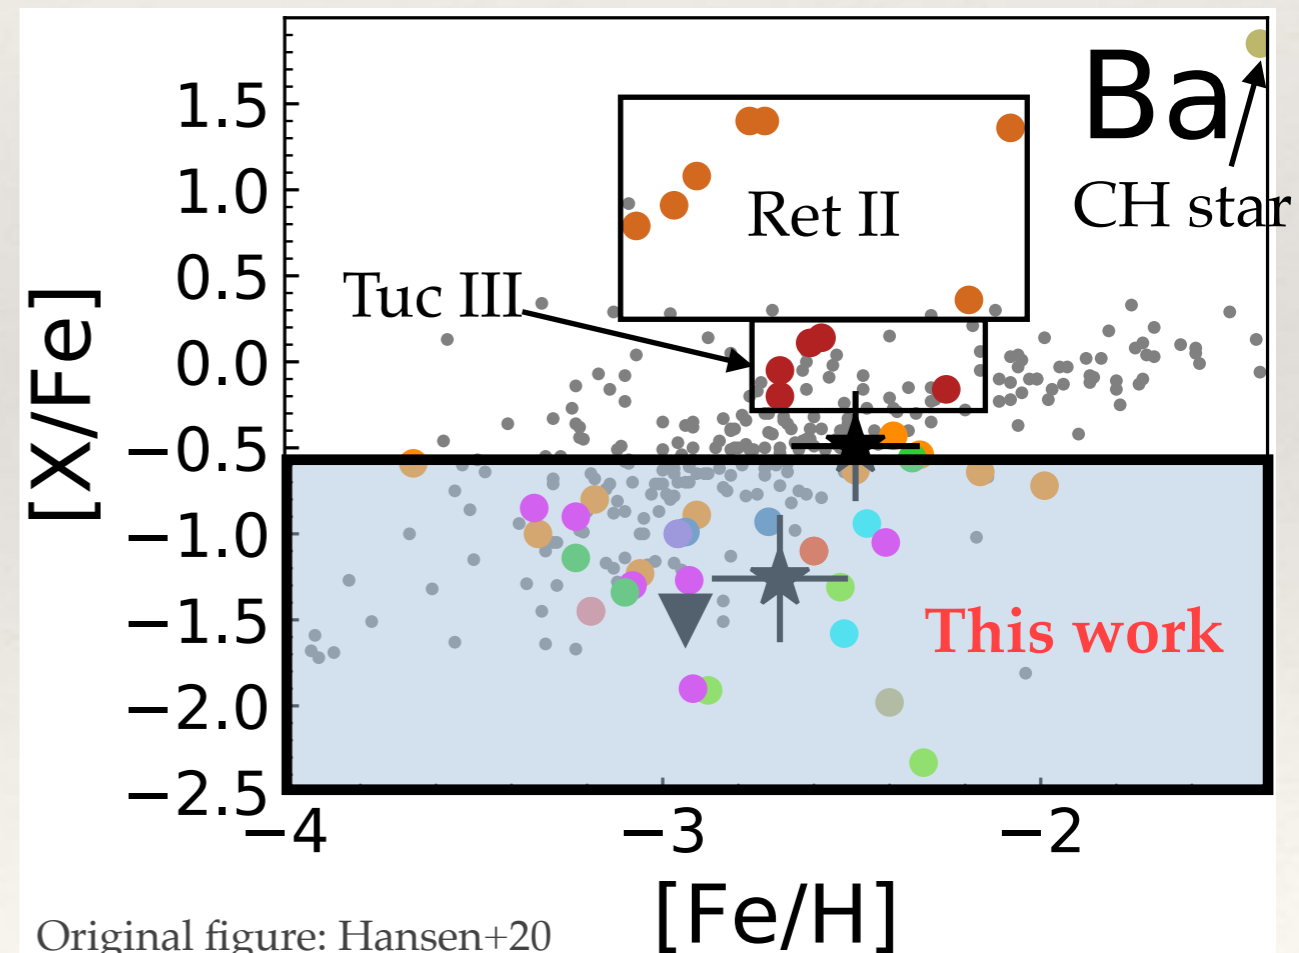 Ba
1.5
1.0
0.5
0.0
−0.5
−1.0
−1.5
−2.0
−2.5
[X/Fe]
CH star
Ret II
Tuc III
This work
−4
−3
−2
[Fe/H]
Original figure: Hansen+20